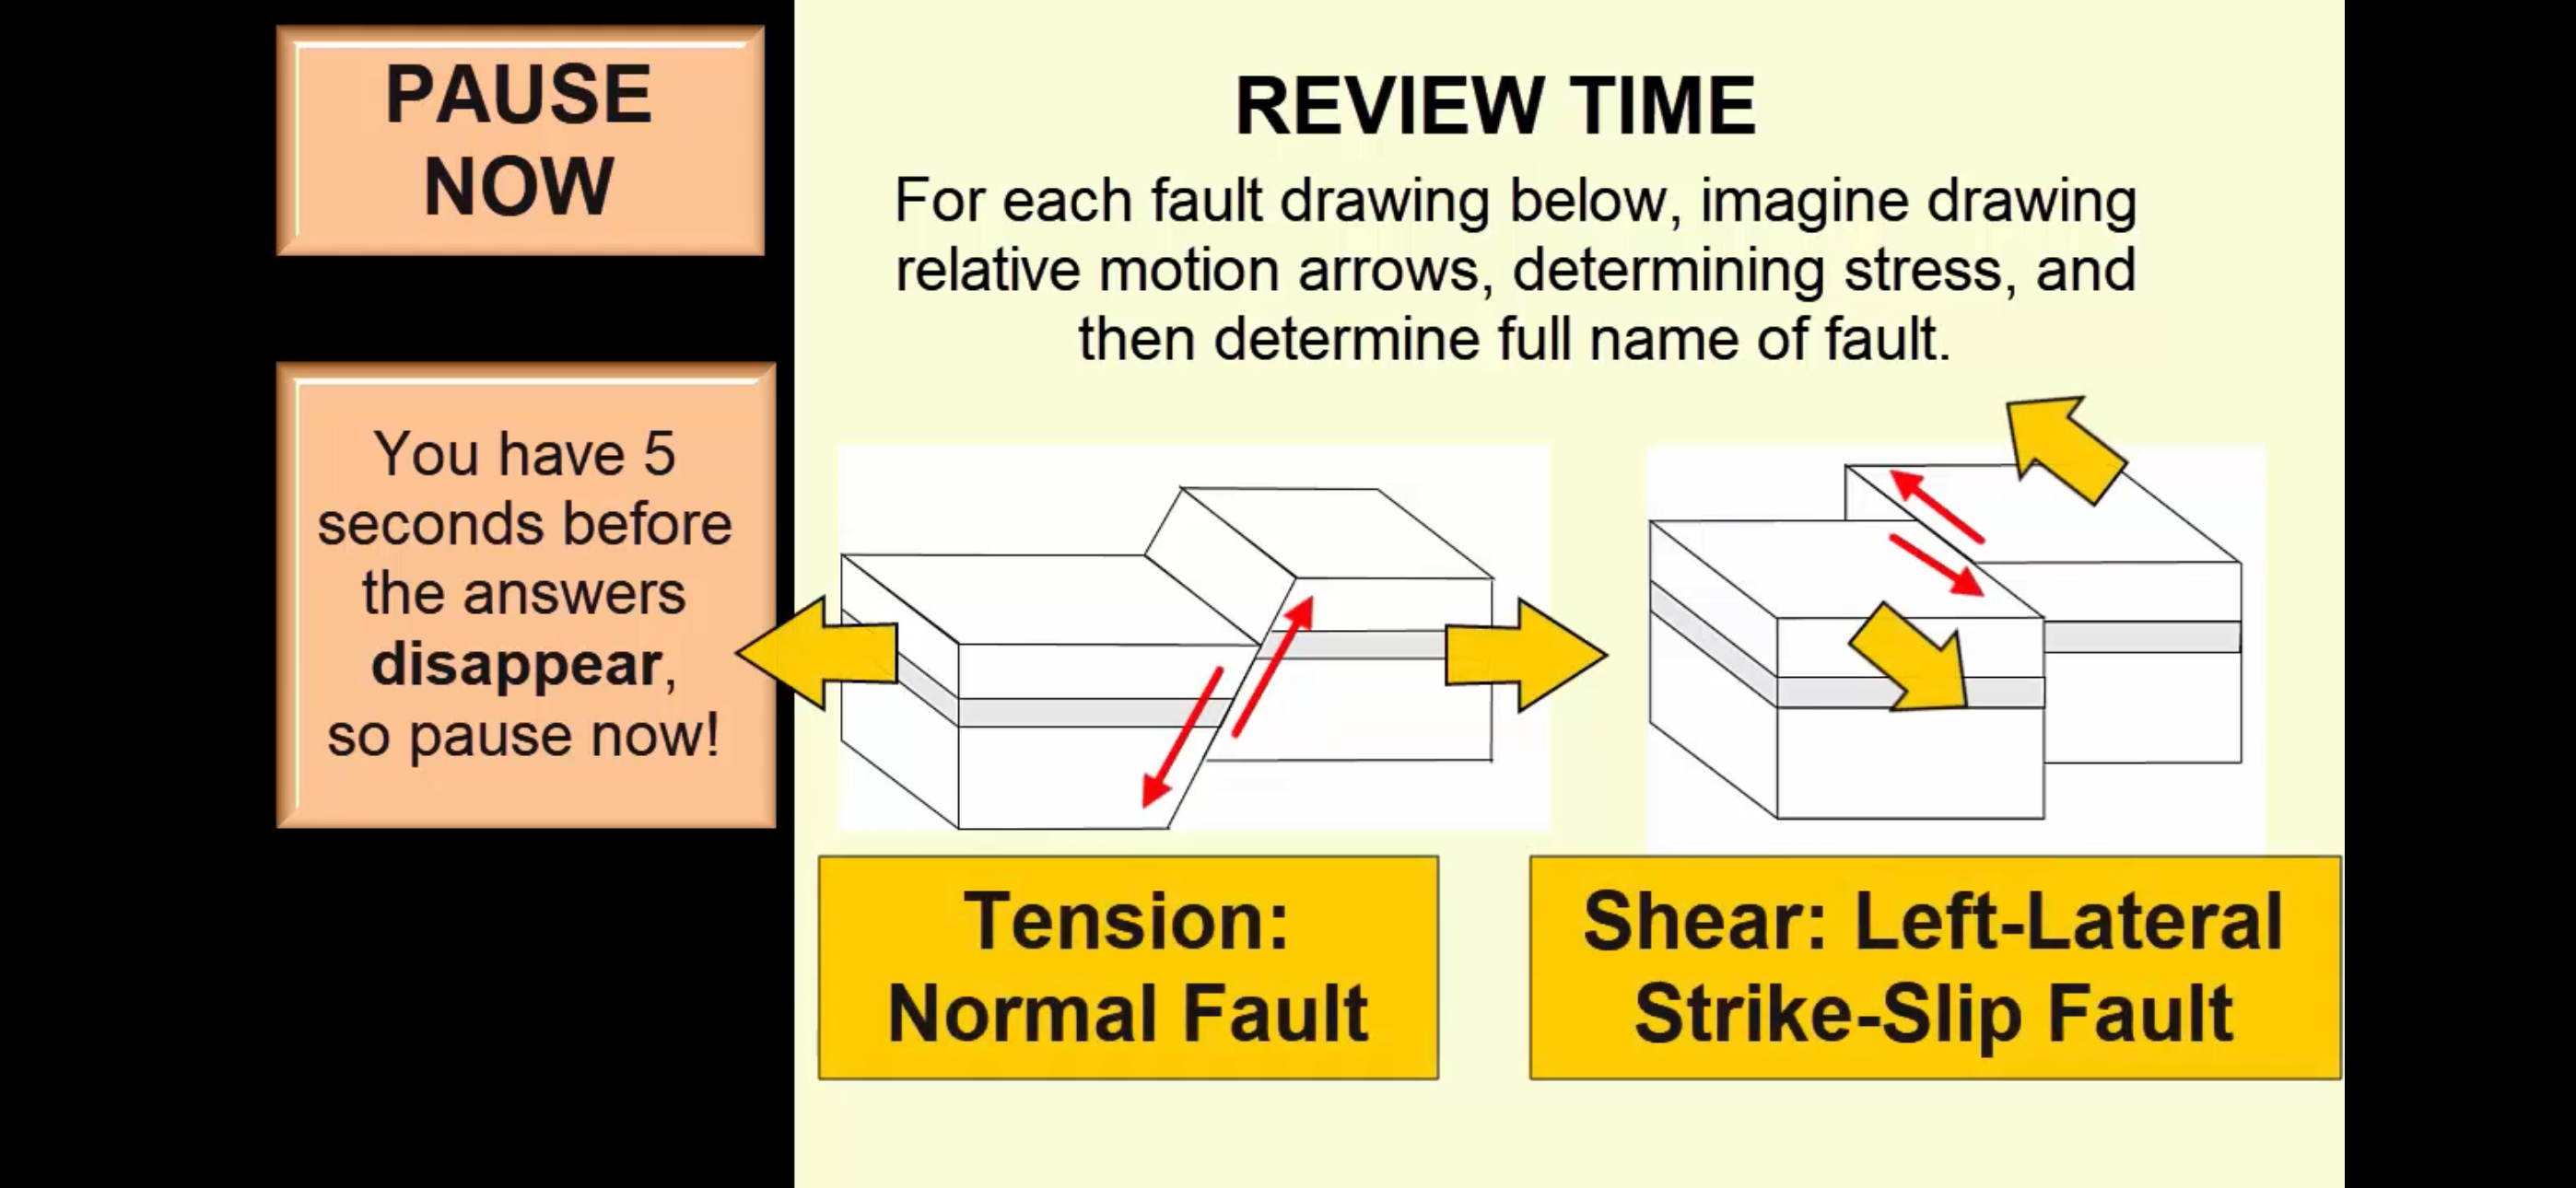 PAUSE
NOW
You have 5
seconds before
the answers
disappear,
so pause now!
REVIEW TIME
For each fault drawing below, imagine drawing
relative motion arrows, determining stress, and
then determine full name of fault.
Tension:
Normal Fault
Shear: Left-Lateral
Strike-Slip Fault